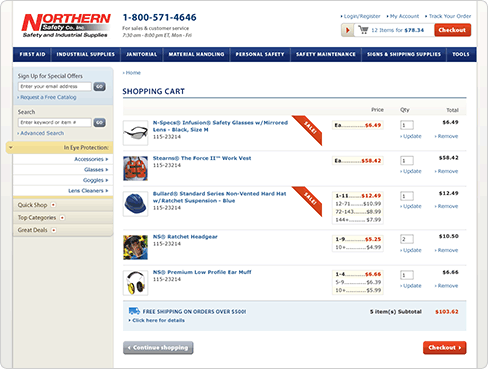 NORTHERN
Safety Co., Inc.
Safety and Industrial Supplies
1-800-571-4646
For sales & customer service
7:30 am - 8:00 pm ET, Mon - Fri
Login/Register My Account Track Your Order
12 Items for $78.34 Checkout
FIRST AID INDUSTRIAL SUPPLIES JANITORIAL MATERIAL HANDLING PERSONAL SAFETY SAFETY MAINTENANCE SIGNS & SHIPPING SUPPLIES TOOLS
Sign Up for Special Offers
Enter your email address GO
Request a Free Catalog
Search
Enter keyword or item # GO
Advanced Search
In Eye Protection:
Accessories »
Glasses »
Goggles »
Lens Cleaners »
Quick Shop
Top Categories
Great Deals
Home
SHOPPING CART
Price Qty Total
N-Specs® Infusion® Safety Glasses w/Mirrored
Lens - Black, Size M
115-23214
SALE!
Ea..............$6.49 1 $6.49
Update Remove
Stearns® The Force II™ Work Vest
115-23214
Ea............$58.42 1 $58.42
Update Remove
Bullard® Standard Series Non-Vented Hard Hat
w/Ratchet Suspension - Blue
115-23214
SALE!
1-11.........$12.49 1 $12.49
12-71.......$10.99
72-143.......$8.99
144+..........$7.99
Update Remove
NS® Ratchet Headgear
115-23214
1-9............$5.25 2 $10.50
10+...........$4.99
Update Remove
NS® Premium Low Profile Ear Muff
115-23214
1-4............$6.66 1 $6.66
5-9............$6.39
10+...........$5.99
Update Remove
FREE SHIPPING ON ORDERS OVER $500!
Click here for details
5 item(s) Subtotal $103.62
Continue shopping
Checkout